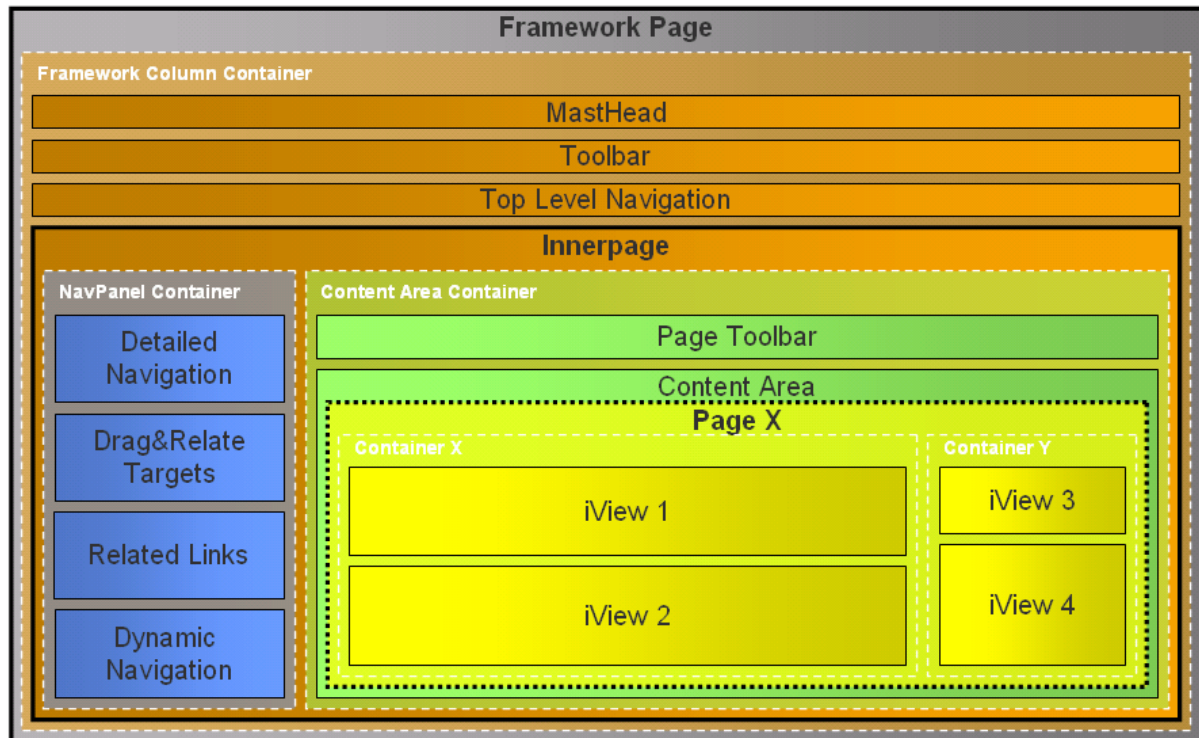 Framework Page
Framework Column Container
MastHead
Toolbar
Top Level Navigation
Innerpage
NavPanel Container
Detailed
Navigation
Drag&Relate
Targets
Related Links
Dynamic
Navigation
Content Area Container
Page Toolbar
Content Area
Page X
Container X
iView 1
iView 2
Container Y
iView 3
iView 4